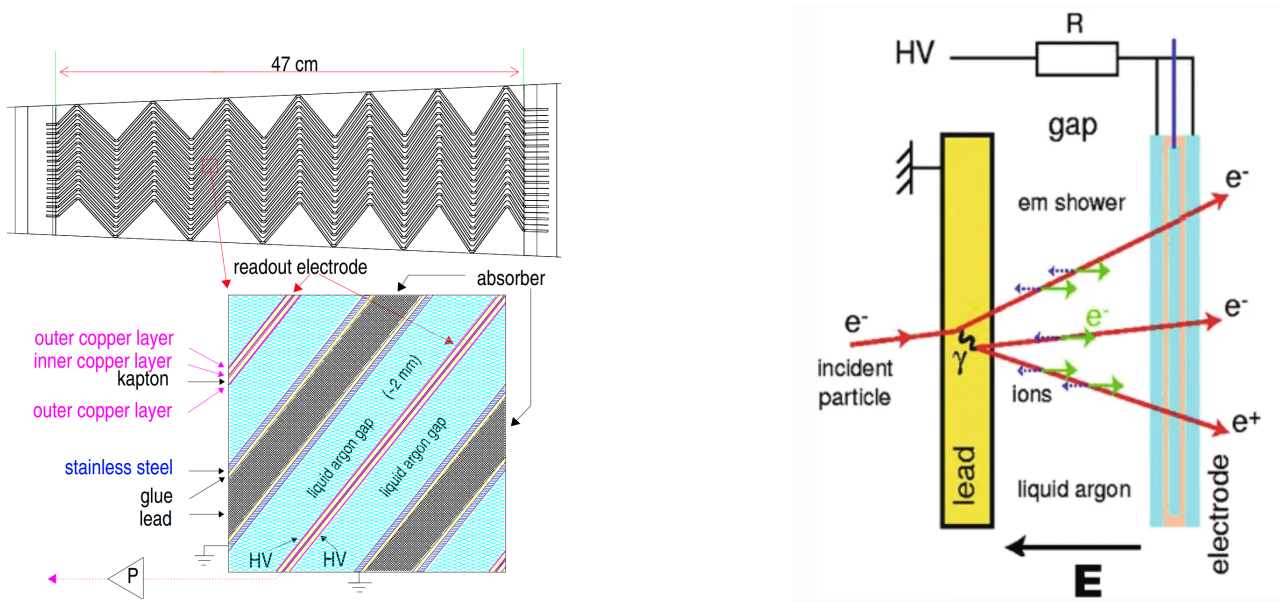 47 cm
readout electrode
absorber
outer copper layer
inner copper layer
kapton
outer copper layer
stainless steel
glue
lead
liquid argon gap
(~2 mm)
liquid argon gap
HV
HV
P
R
HV
gap
em shower
e-
e-
e-
e-
incident
particle
γ
ions
e+
lead
liquid argon
electrode
E